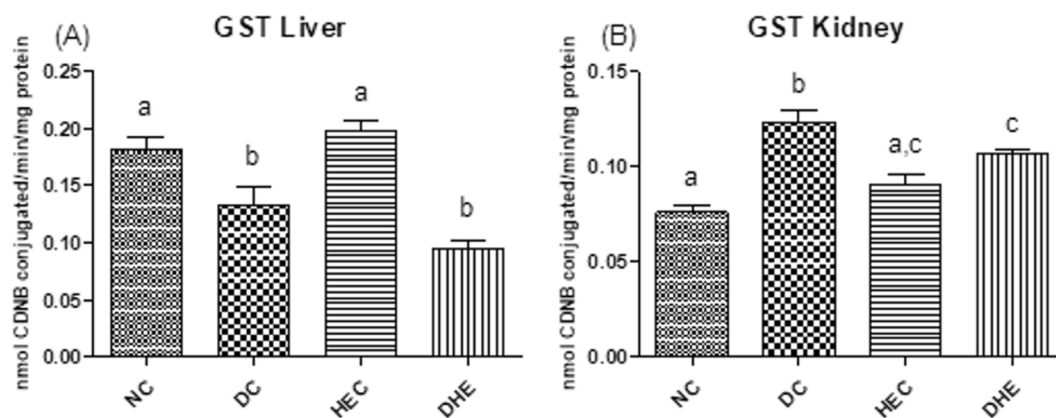 (A)
GST Liver
nmol CDNB conjugated/min/mg protein
0.25
0.20
0.15
0.10
0.05
0.00
a
b
a
b
NC
DC
HEC
DHE
(B)
GST Kidney
nmol CDNB conjugated/min/mg protein
0.15
0.10
0.05
0.00
a
b
a,c
c
NC
DC
HEC
DHE